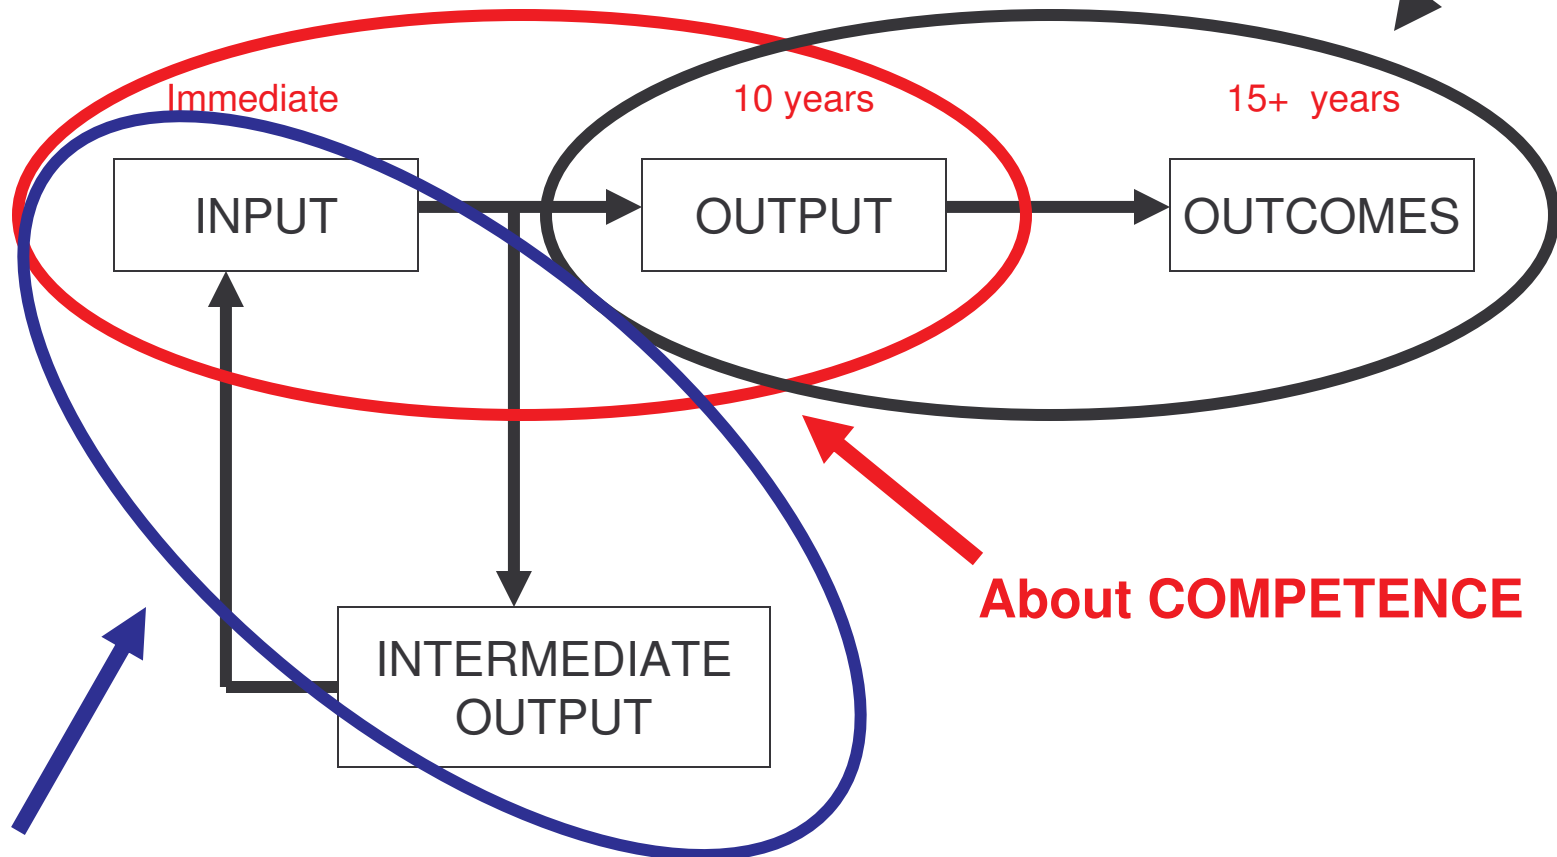 Immediate
10 years
15+ years
INPUT
OUTPUT
OUTCOMES
About COMPETENCE
INTERMEDIATE
OUTPUT